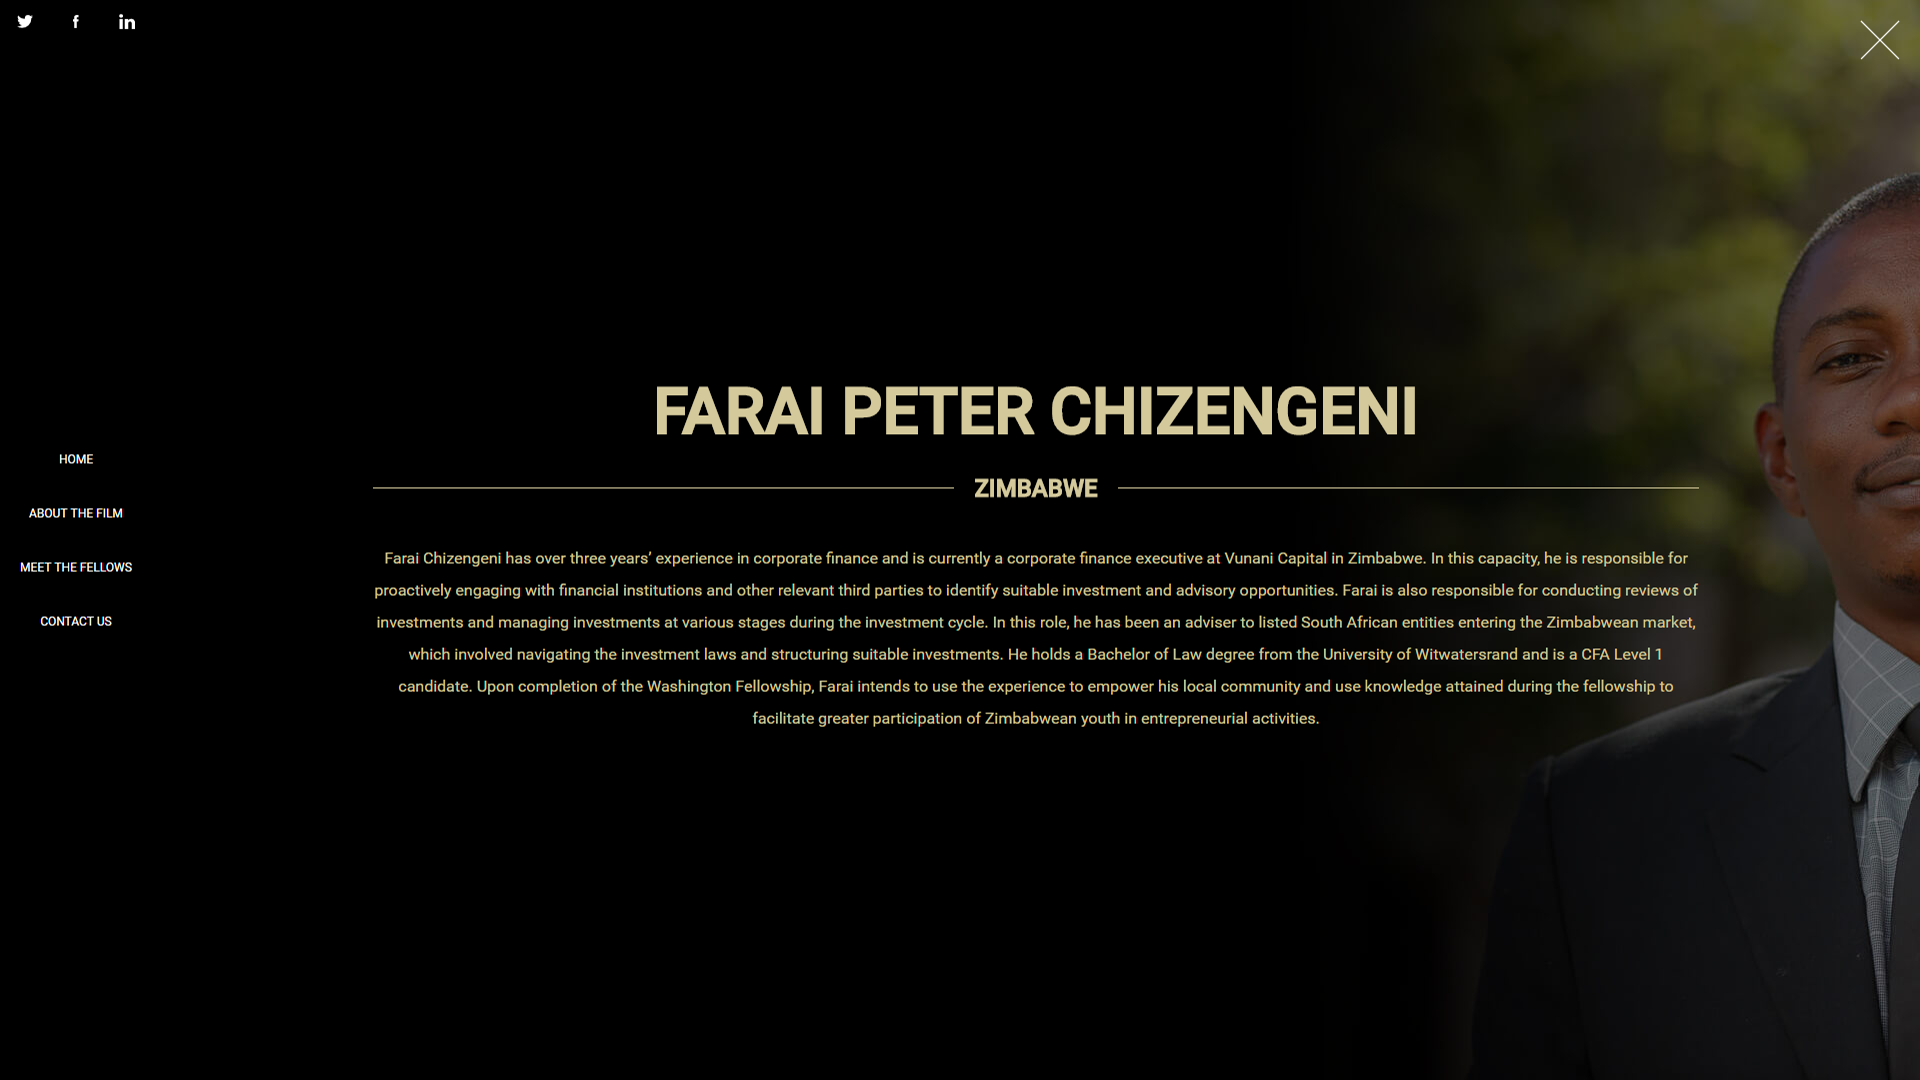 FARAI PETER CHIZENGENI
HOME
ZIMBABWE
ABOUT THE FILM
MEET THE FELLOWS
CONTACT US
Farai Chizengeni has over three years’ experience in corporate finance and is currently a corporate finance executive at Vunani Capital in Zimbabwe. In this capacity, he is responsible for
proactively engaging with financial institutions and other relevant third parties to identify suitable investment and advisory opportunities. Farai is also responsible for conducting reviews of
investments and managing investments at various stages during the investment cycle. In this role, he has been an adviser to listed South African entities entering the Zimbabwean market,
which involved navigating the investment laws and structuring suitable investments. He holds a Bachelor of Law degree from the University of Witwatersrand and is a CFA Level 1
candidate. Upon completion of the Washington Fellowship, Farai intends to use the experience to empower his local community and use knowledge attained during the fellowship to
facilitate greater participation of Zimbabwean youth in entrepreneurial activities.